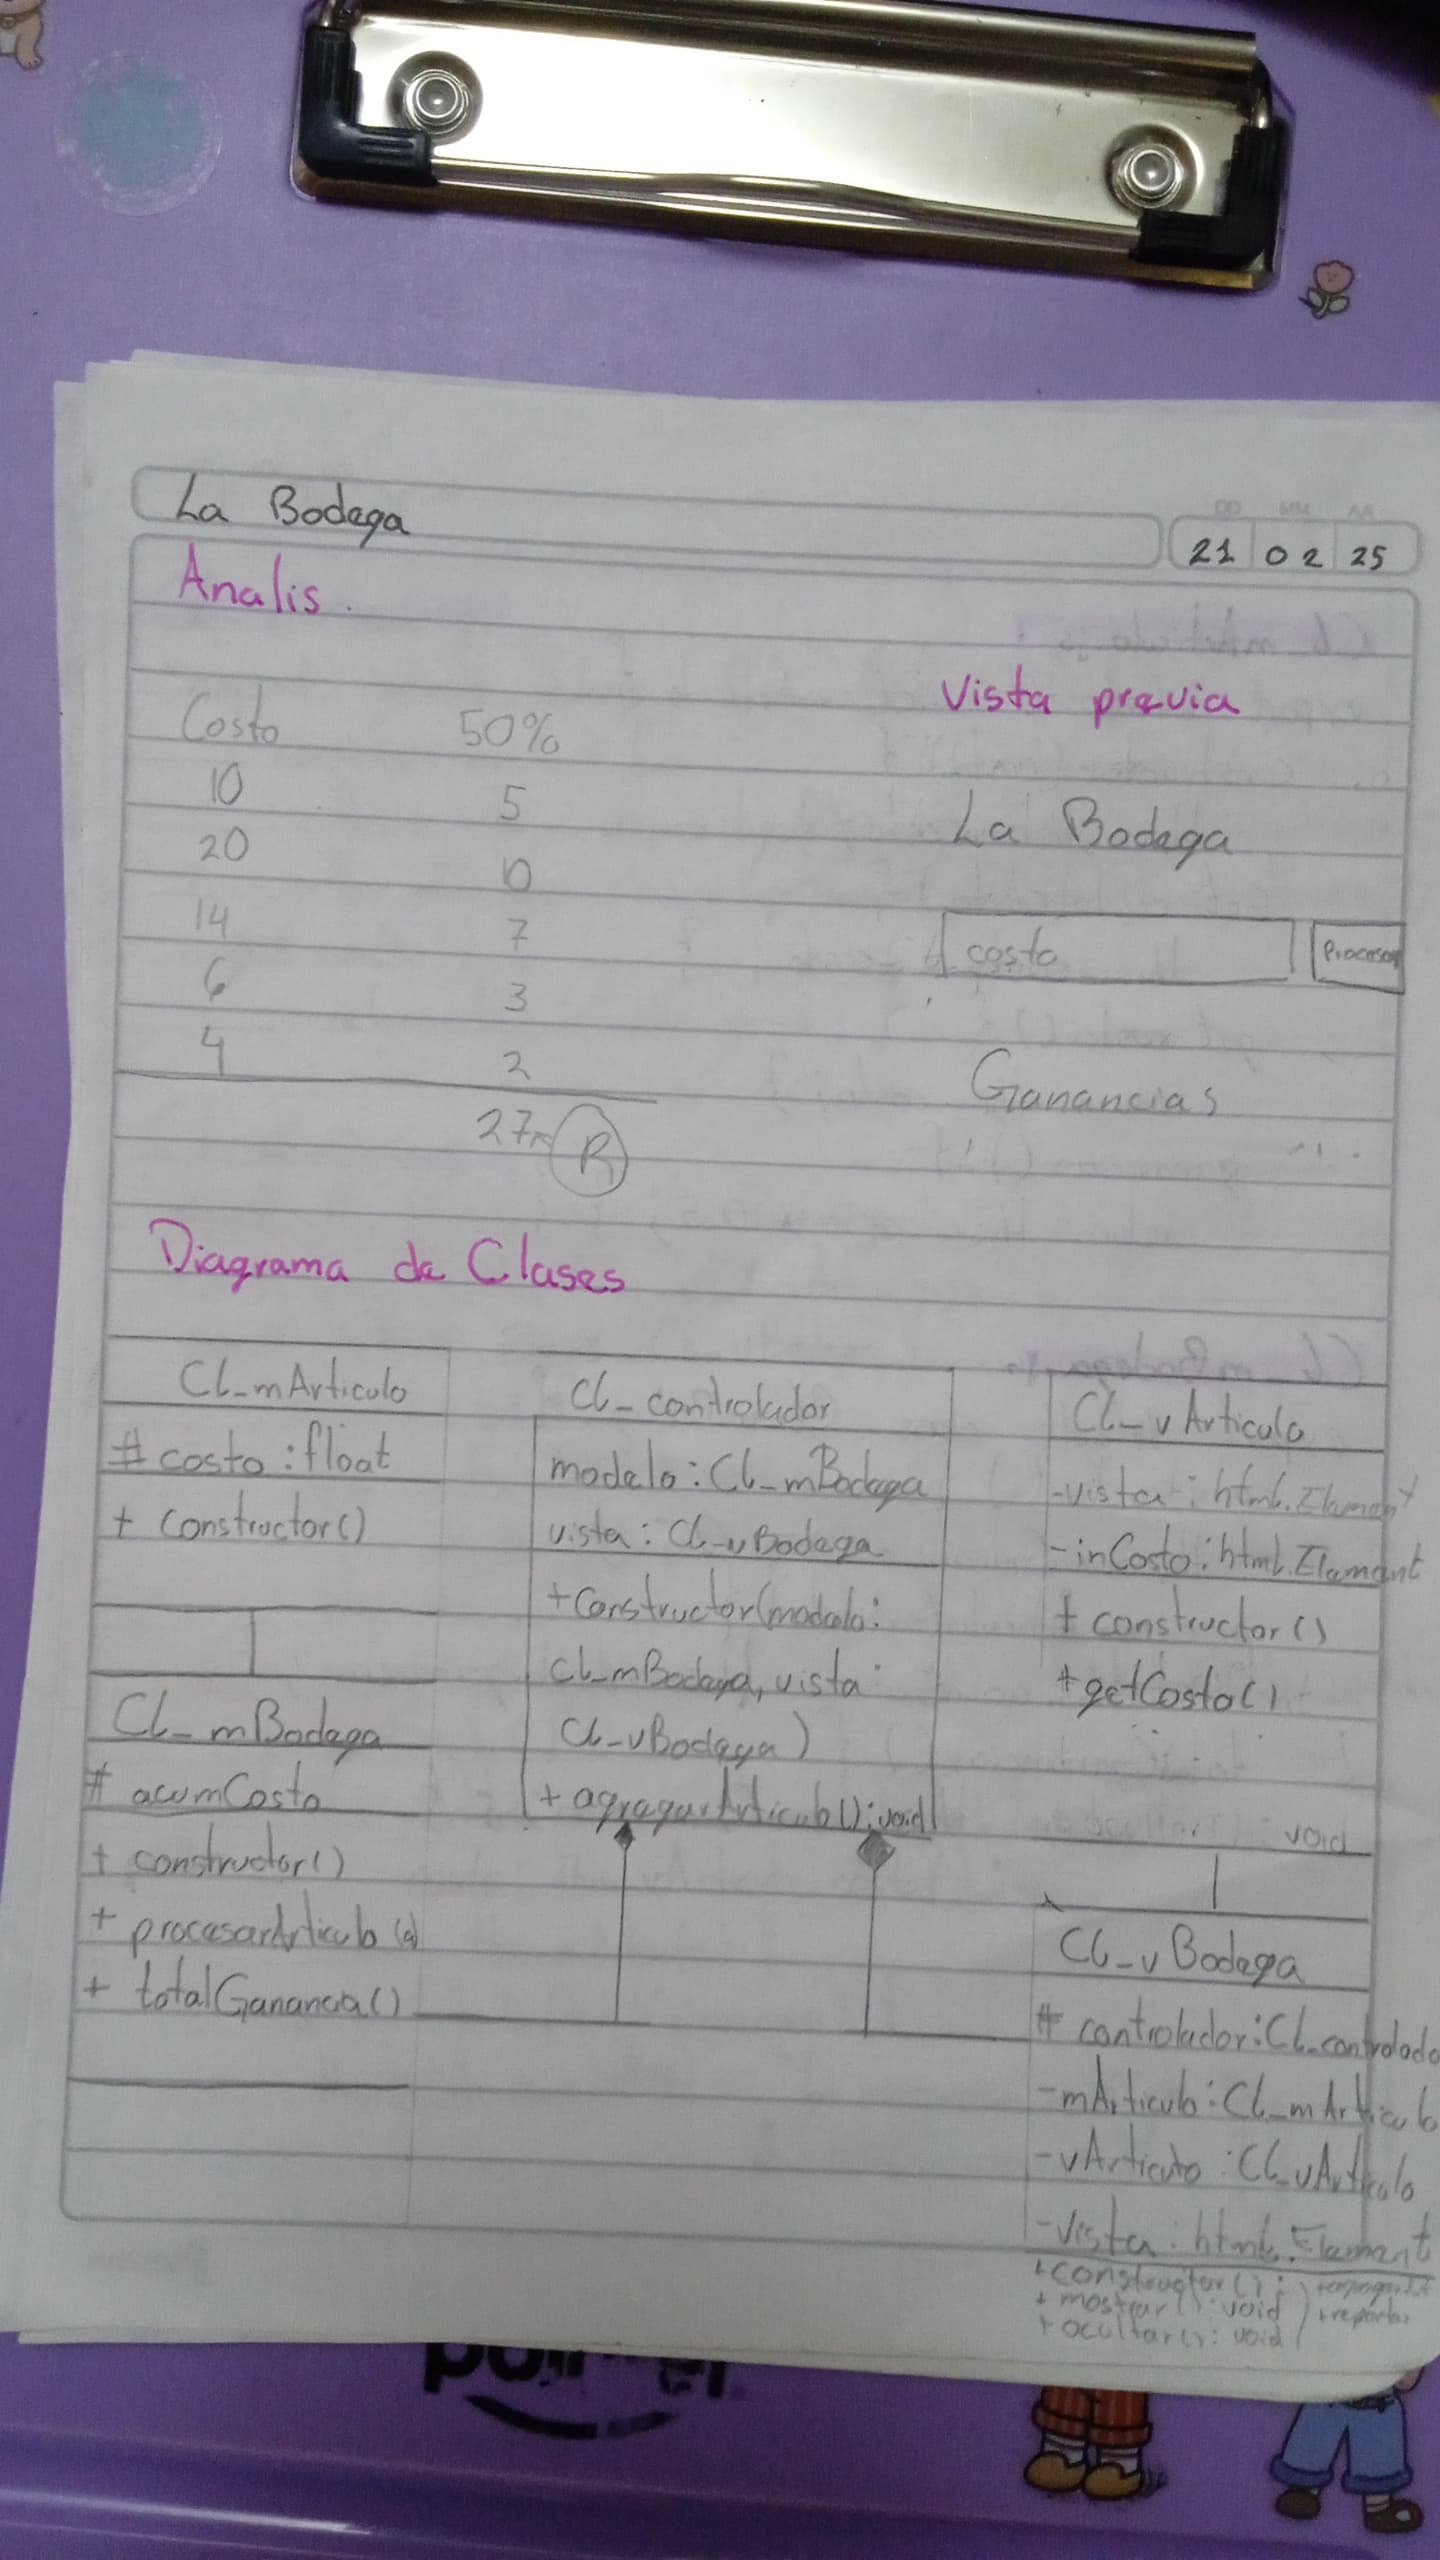 La Bodega
DD MM AA
21 02 25
Analis.
Vista previa
Costo 50%
10 5
20 10
14 7
6 3
4 2
27 R
La Bodega
costo Procesar
Ganancias
Diagrama de Clases
Cl_mArticulo
# costo : float
+ constructor()
Cl_mBodega
# acumCosto
+ constructor()
+ procesarArticulo (a)
+ totalGanancia()
Cl_controlador
modelo : Cl_mBodega
vista : Cl_vBodega
+ Constructor(modelo:
Cl_mBodega, vista:
Cl_vBodega)
+ agregarArticulo() : void
Cl_vArticulo
-vista : html.Element
-inCosto : html.Element
+ constructor()
+getCosto()
void
Cl_vBodega
# controlador : Cl_controlado
-mArticulo : Cl_mArticulo
-vArticulo : Cl_vArticulo
-vista : html.Element
+constructor() :
+ mostrar() : void
+reportar
+ ocultar() : void